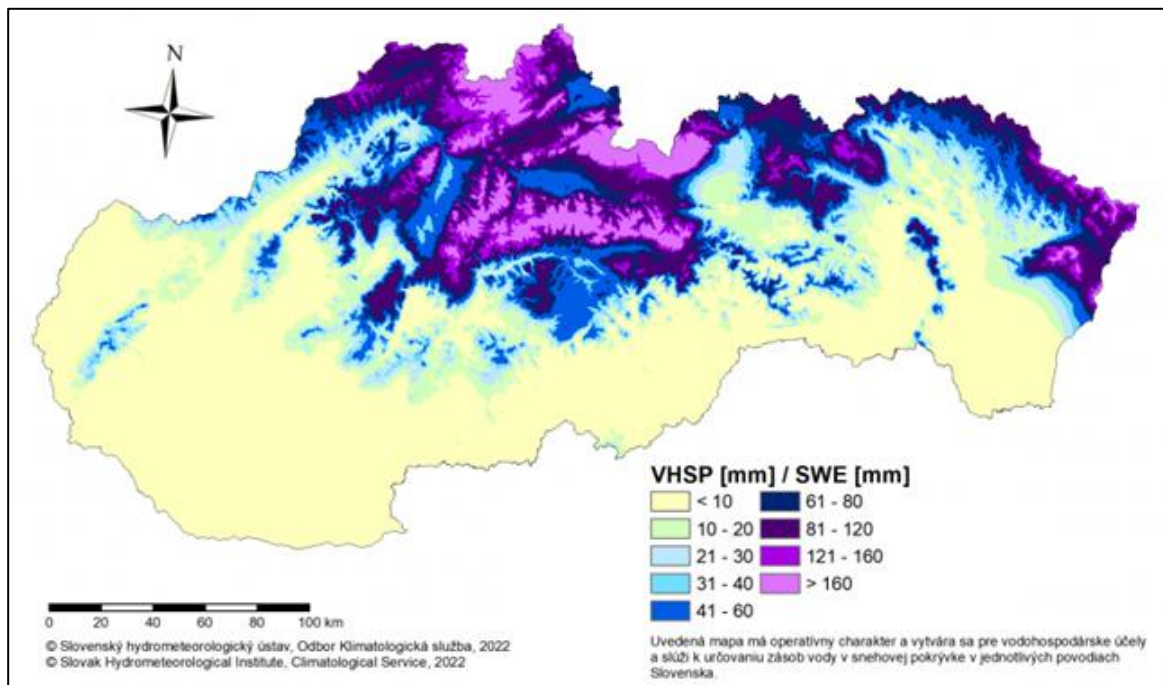 N
VHSP [mm] / SWE [mm]
< 10
10 - 20
21 - 30
31 - 40
41 - 60
61 - 80
81 - 120
121 - 160
> 160
0 20 40 60 80 100 km
© Slovenský hydrometeorologický ústav, Odbor Klimatologická služba, 2022
© Slovak Hydrometeorological Institute, Climatological Service, 2022
Uvedená mapa má operatívny charakter a vytvára sa pre vodohospodárske účely
a slúži k určovaniu zásob vody v snehovej pokrývke v jednotlivých povodiach
Slovenska.